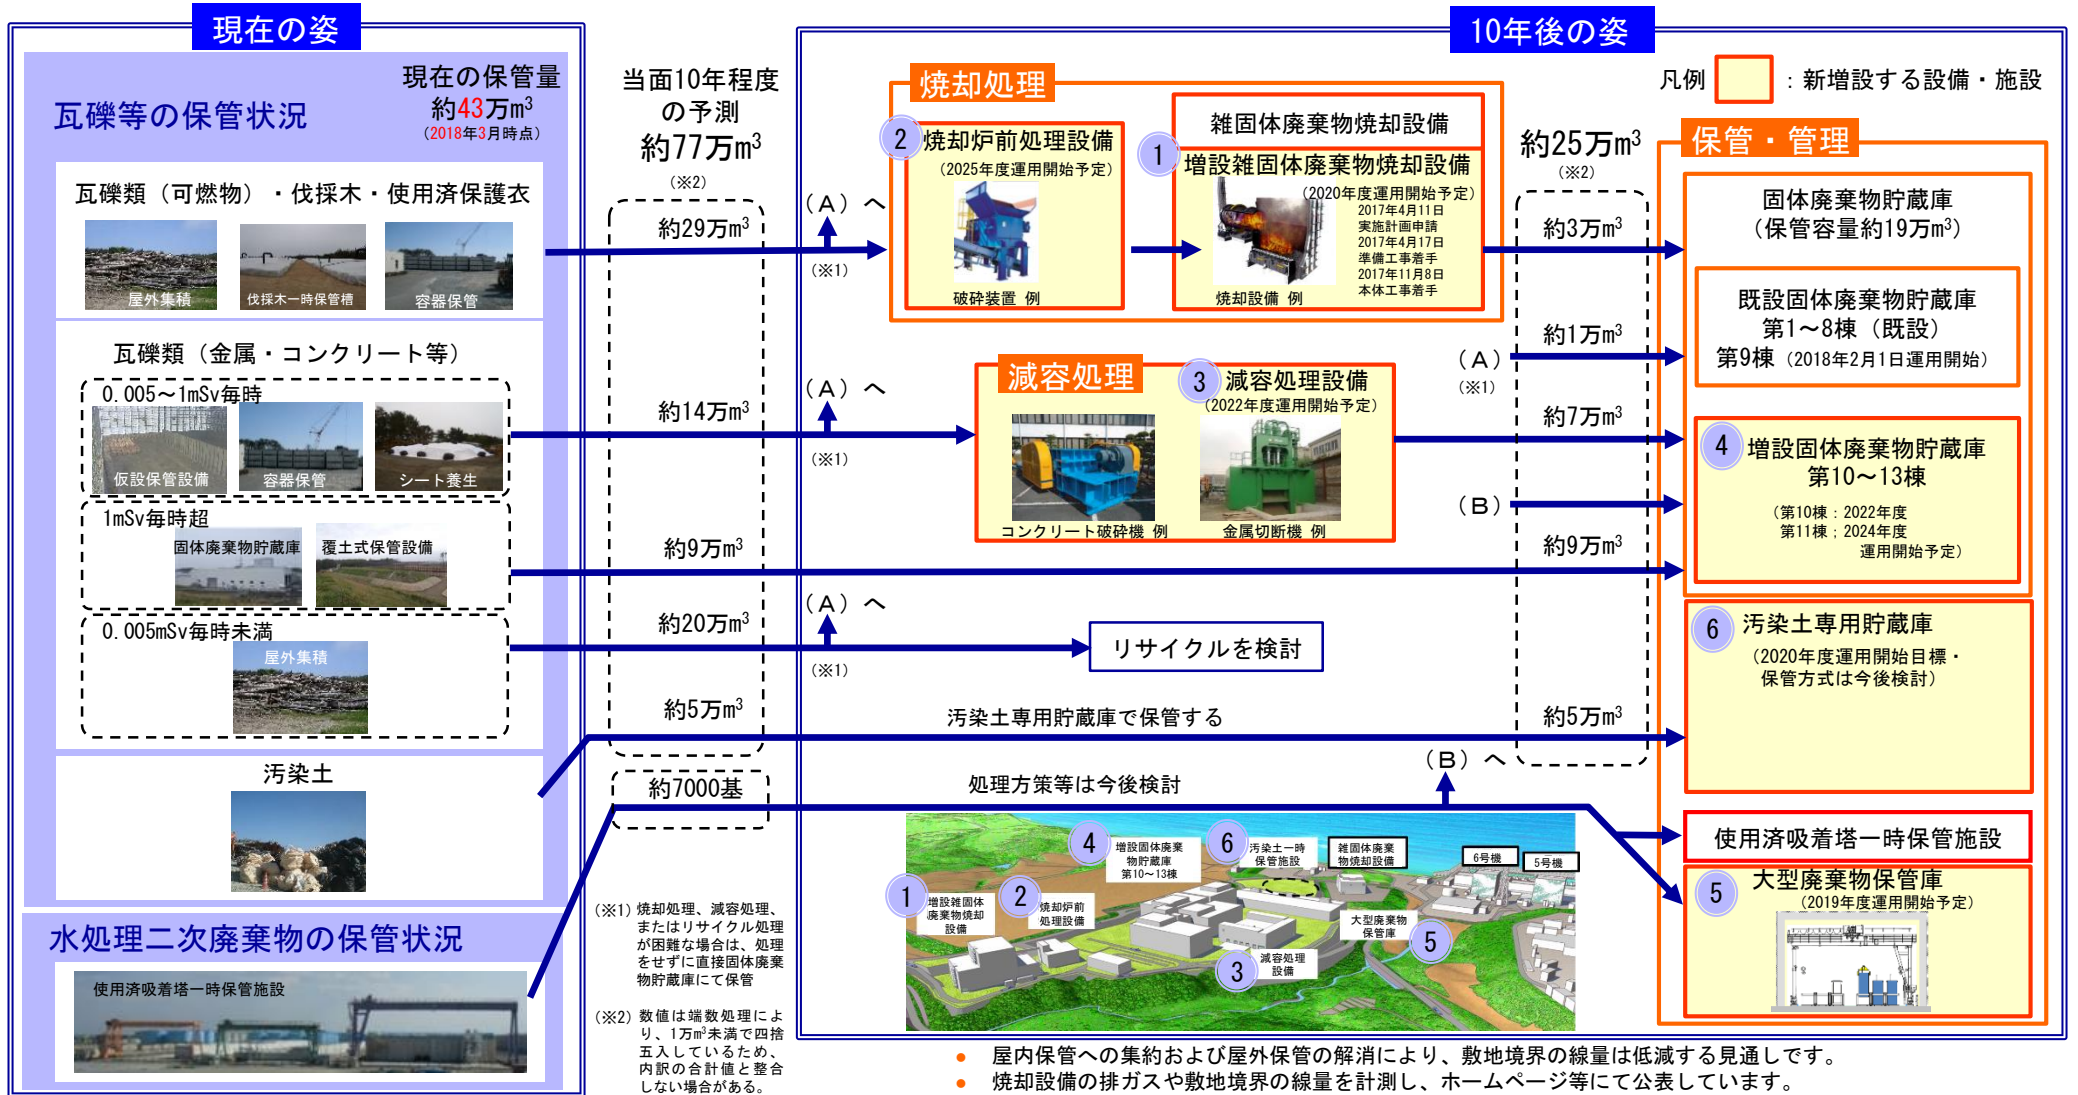 現在の姿
瓦礫等の保管状況
現在の保管量
約43万m³
(2018年3月時点)
瓦礫類（可燃物）・伐採木・使用済保護衣
屋外集積
伐採木一時保管槽
容器保管
瓦礫類（金属・コンクリート等）
0.005～1mSv毎時
仮設保管設備
容器保管
シート養生
1mSv毎時超
固体廃棄物貯蔵庫
覆土式保管設備
0.005mSv毎時未満
屋外集積
汚染土
水処理二次廃棄物の保管状況
使用済吸着塔一時保管施設
当面10年程度
の予測
約77万m³
(※2)
約29万m³
約14万m³
約9万m³
約20万m³
約5万m³
約7000基
(※1) 焼却処理、減容処理、
またはリサイクル処理
が困難な場合は、処理
をせずに直接固体廃棄
物貯蔵庫にて保管
(※2) 数値は端数処理によ
り、1万m³未満で四捨
五入しているため、
内訳の合計値と整合
しない場合がある。
10年後の姿
凡例
：新増設する設備・施設
焼却処理
2
焼却炉前処理設備
(2025年度運用開始予定)
破砕装置 例
雑固体廃棄物焼却設備
1
増設雑固体廃棄物焼却設備
(2020年度運用開始予定)
2017年4月11日
実施計画申請
2017年4月17日
準備工事着手
2017年11月8日
本体工事着手
焼却設備 例
（A）へ
(※1)
（A）へ
(※1)
減容処理
3
減容処理設備
(2022年度運用開始予定)
コンクリート破砕機 例
金属切断機 例
（A）へ
(※1)
リサイクルを検討
汚染土専用貯蔵庫で保管する
処理方策等は今後検討
（B）へ
約25万m³
(※2)
約3万m³
約1万m³
（A）
(※1)
約7万m³
（B）
約9万m³
約5万m³
保管・管理
固体廃棄物貯蔵庫
(保管容量約19万m³)
既設固体廃棄物貯蔵庫
第1～8棟（既設）
第9棟（2018年2月1日運用開始）
4
増設固体廃棄物貯蔵庫
第10～13棟
（第10棟：2022年度
第11棟：2024年度
運用開始予定）
6
汚染土専用貯蔵庫
（2020年度運用開始目標・
保管方式は今後検討）
使用済吸着塔一時保管施設
5
大型廃棄物保管庫
(2019年度運用開始予定)
4
増設固体廃棄
物貯蔵庫
第10～13棟
6
汚染土一時
保管施設
雑固体廃棄
物焼却設備
6号機
5号機
1
増設雑固体
廃棄物焼却
設備
2
焼却炉前
処理設備
大型廃棄物
保管庫
5
3
減容処理
設備
● 屋内保管への集約および屋外保管の解消により、敷地境界の線量は低減する見通しです。
● 焼却設備の排ガスや敷地境界の線量を計測し、ホームページ等にて公表しています。